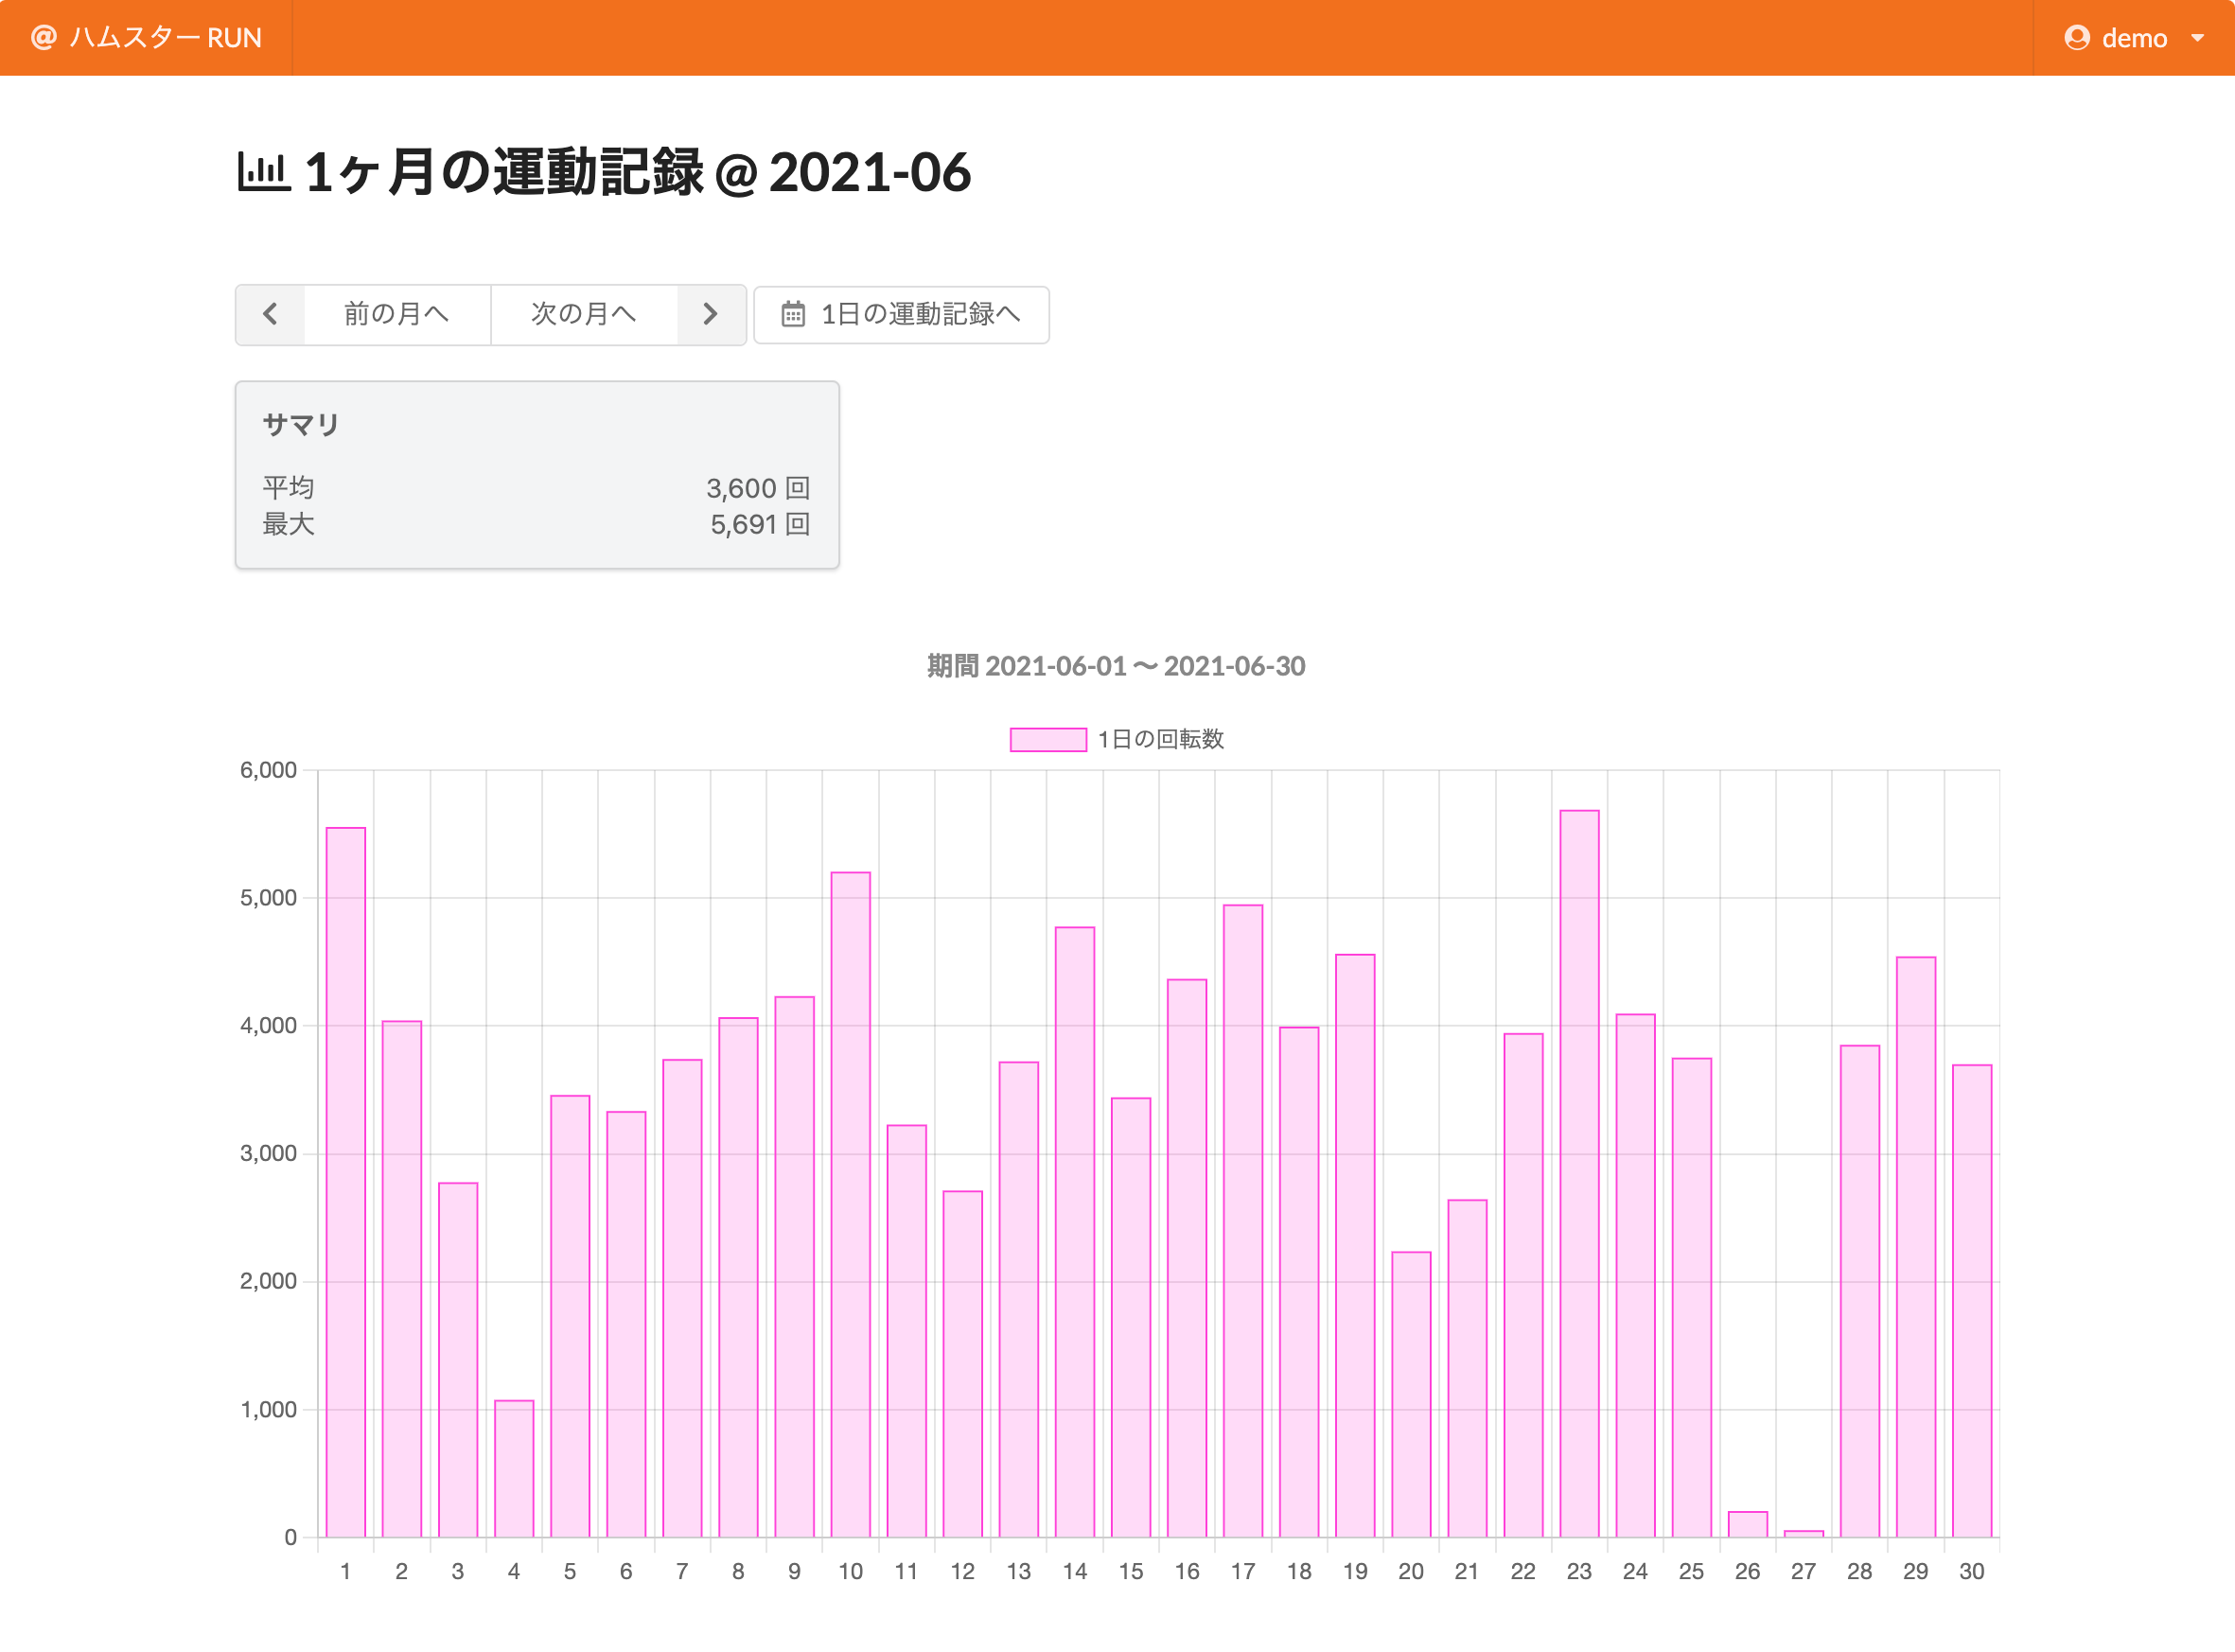 @ ハムスター RUN
demo
1ヶ月の運動記録 @ 2021-06
前の月へ 次の月へ 1日の運動記録へ
サマリ
平均 3,600 回
最大 5,691 回
期間 2021-06-01 〜 2021-06-30
1日の回転数
6,000
5,000
4,000
3,000
2,000
1,000
0
1 2 3 4 5 6 7 8 9 10 11 12 13 14 15 16 17 18 19 20 21 22 23 24 25 26 27 28 29 30